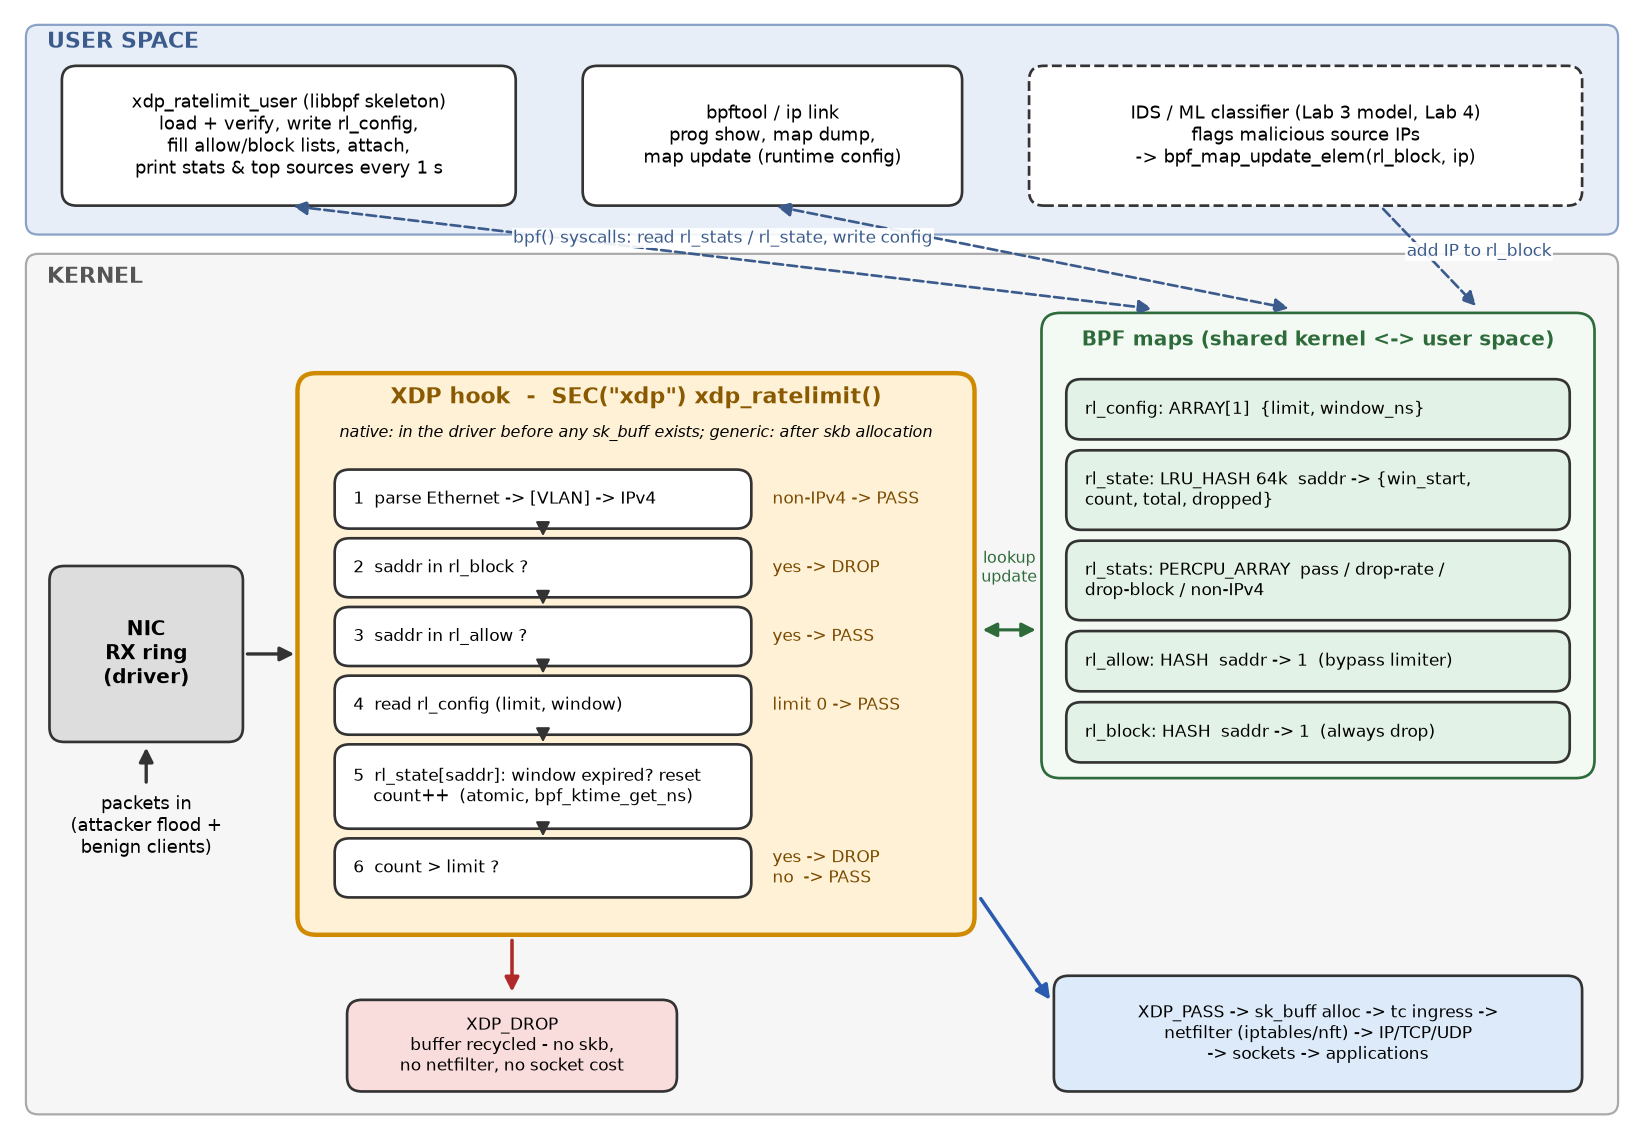 USER SPACE
xdp_ratelimit_user (libbpf skeleton)
load + verify, write rl_config,
fill allow/block lists, attach,
print stats & top sources every 1 s
bpftool / ip link
prog show, map dump,
map update (runtime config)
IDS / ML classifier (Lab 3 model, Lab 4)
flags malicious source IPs
-> bpf_map_update_elem(rl_block, ip)
bpf() syscalls: read rl_stats / rl_state, write config
add IP to rl_block
KERNEL
NIC
RX ring
(driver)
packets in
(attacker flood +
benign clients)
XDP hook  -  SEC("xdp") xdp_ratelimit()
native: in the driver before any sk_buff exists; generic: after skb allocation
1  parse Ethernet -> [VLAN] -> IPv4
non-IPv4 -> PASS
2  saddr in rl_block ?
yes -> DROP
3  saddr in rl_allow ?
yes -> PASS
4  read rl_config (limit, window)
limit 0 -> PASS
5  rl_state[saddr]: window expired? reset
count++  (atomic, bpf_ktime_get_ns)
6  count > limit ?
yes -> DROP
no  -> PASS
lookup
update
BPF maps (shared kernel <-> user space)
rl_config: ARRAY[1]  {limit, window_ns}
rl_state: LRU_HASH 64k  saddr -> {win_start,
count, total, dropped}
rl_stats: PERCPU_ARRAY  pass / drop-rate /
drop-block / non-IPv4
rl_allow: HASH  saddr -> 1  (bypass limiter)
rl_block: HASH  saddr -> 1  (always drop)
XDP_DROP
buffer recycled - no skb,
no netfilter, no socket cost
XDP_PASS -> sk_buff alloc -> tc ingress ->
netfilter (iptables/nft) -> IP/TCP/UDP
-> sockets -> applications